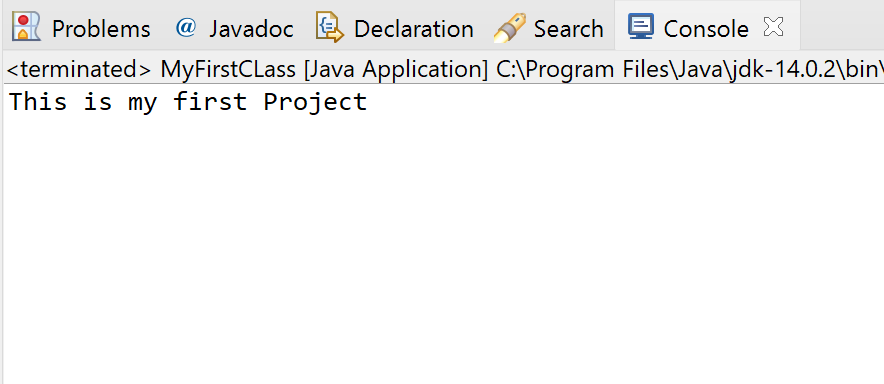 Problems @ Javadoc Declaration Search Console
<terminated> MyFirstCLass [Java Application] C:\Program Files\Java\jdk-14.0.2\bin\
This is my first Project